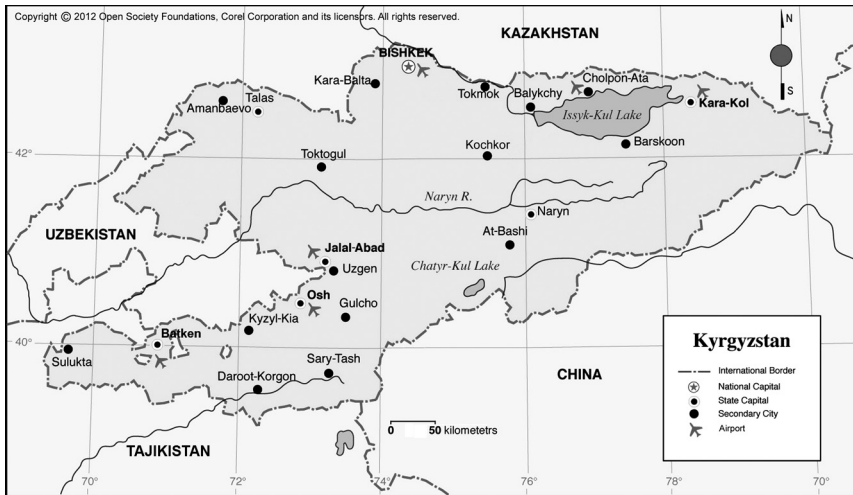 Copyright © 2012 Open Society Foundations, Corel Corporation and its licensors. All rights reserved.
N
S
KAZAKHSTAN
BISHKEK
Kara-Balta
Tokmok
Balykchy
Cholpon-Ata
Kara-Kol
Issyk-Kul Lake
Talas
Amanbaevo
Barskoon
Kochkor
42°
42°
Toktogul
Naryn R.
Naryn
UZBEKISTAN
At-Bashi
Jalal-Abad
Uzgen
Chatyr-Kul Lake
Osh
Gulcho
Kyzyl-Kia
Batken
40°
40°
Sulukta
Sary-Tash
Daroot-Korgon
CHINA
TAJIKISTAN
0 50 kilometetrs
Kyrgyzstan
International Border
National Capital
State Capital
Secondary City
Airport
70°
72°
74°
76°
78°
70°